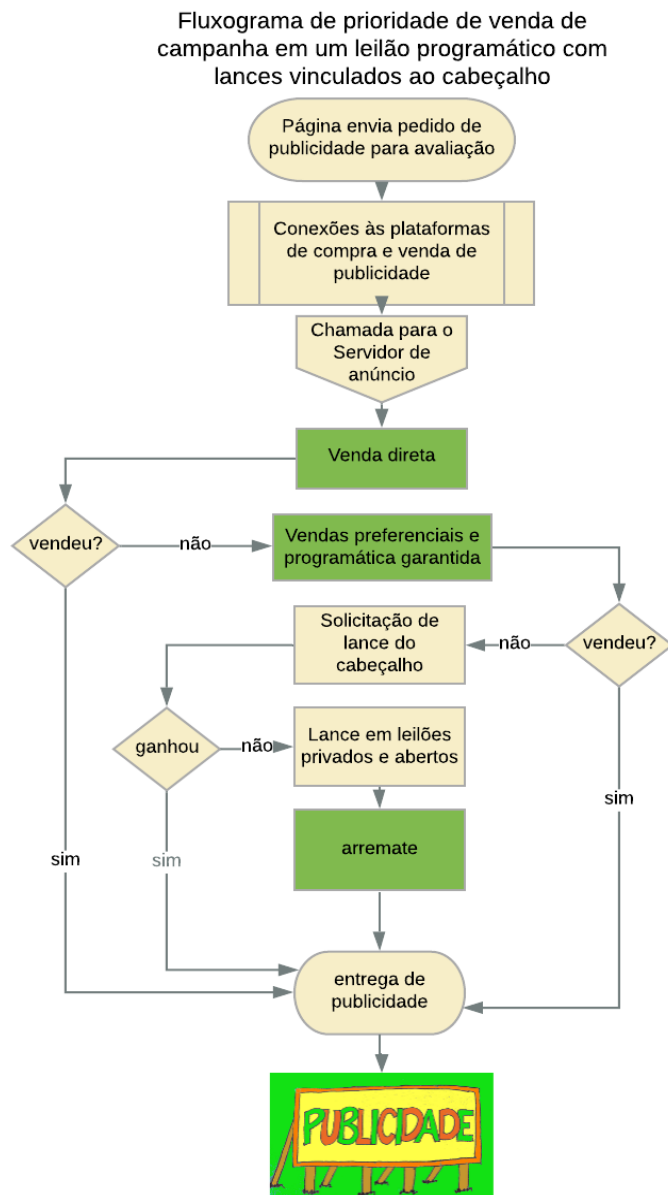 Fluxograma de prioridade de venda de
campanha em um leilão programático com
lances vinculados ao cabeçalho
Página envia pedido de
publicidade para avaliação
Conexões às plataformas
de compra e venda de
publicidade
Chamada para o
Servidor de
anúncio
Venda direta
vendeu?
não
Vendas preferenciais e
programática garantida
vendeu?
não
Solicitação de
lance do
cabeçalho
ganhou
não
Lance em leilões
privados e abertos
sim
arremate
sim
sim
entrega de
publicidade
PUBLICIDADE